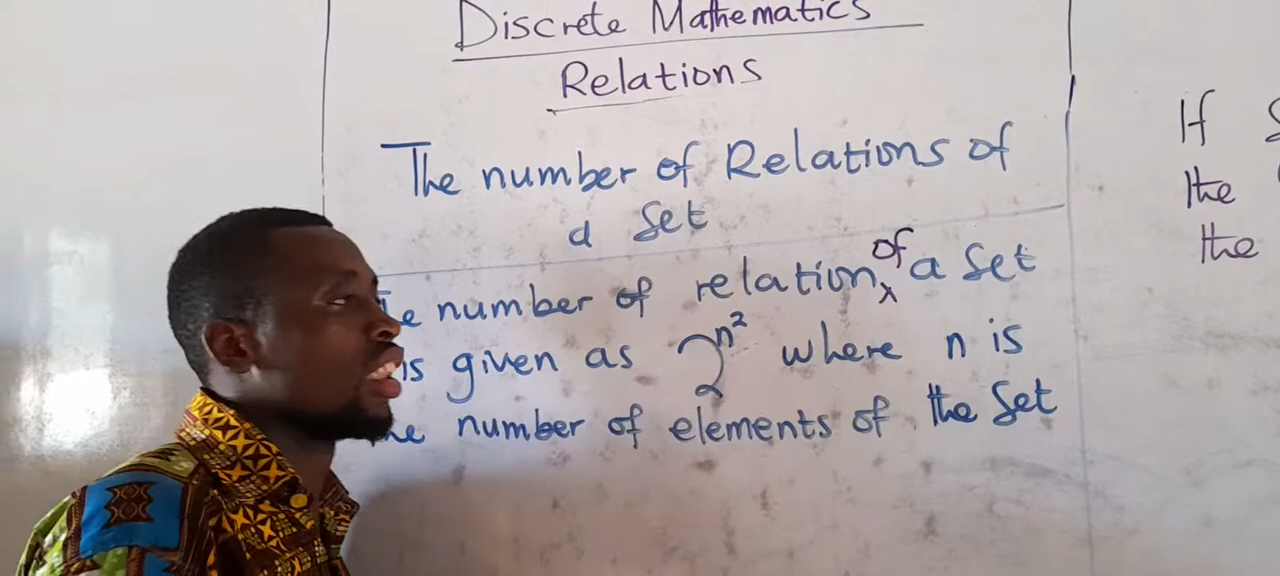 Discrete Mathematics
Relations
The number of Relations of
a Set
number of relation of a Set
is given as 2^n² where n is
number of elements of the Set
If
the
the